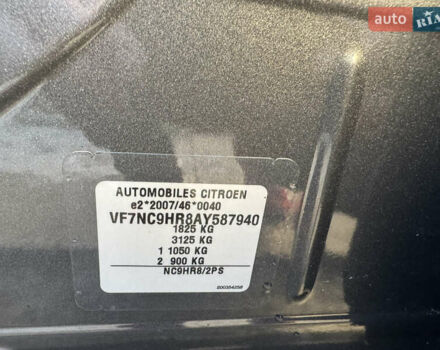 auto RIA
AUTOMOBILES CITROEN
e2*2007/46*0040
VF7NC9HR8AY587940
1825 KG
3125 KG
1 1050 KG
2 900 KG
NC9HR8/2PS